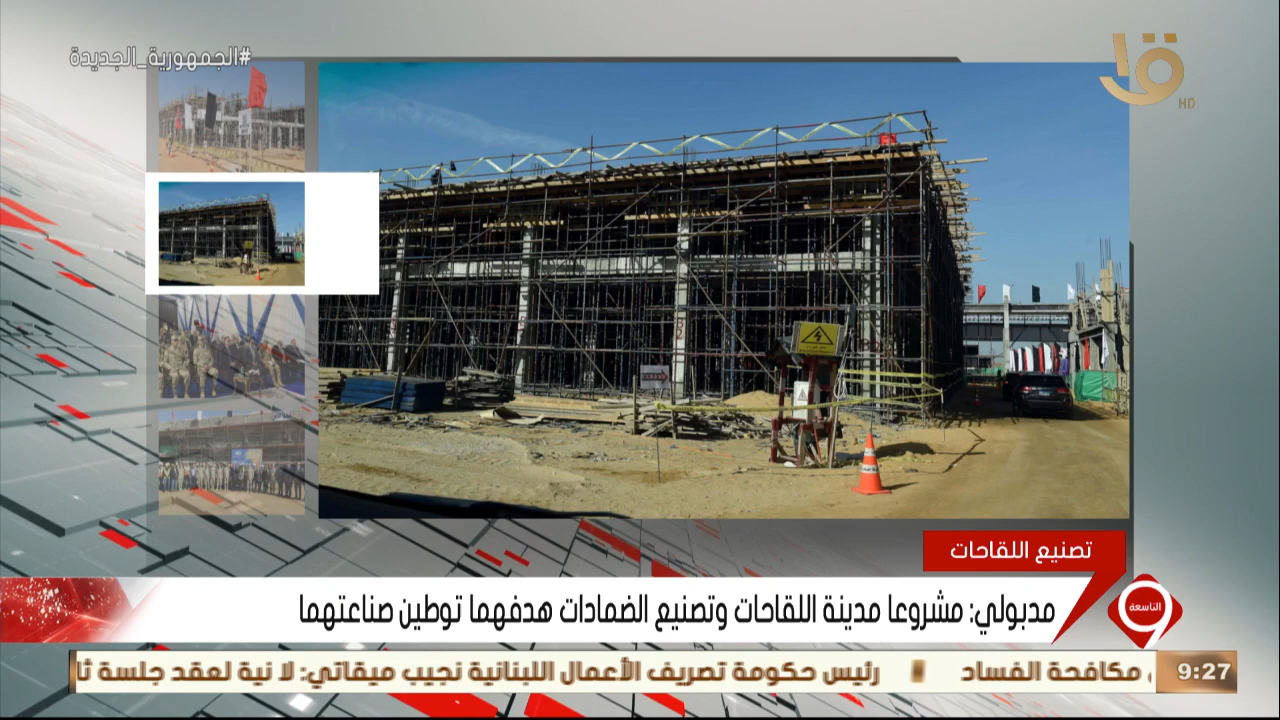 #الجمهورية_الجديدة
HD
تصنيع اللقاحات
مدبولي: مشروعا مدينة اللقاحات وتصنيع الضمادات هدفهما توطين صناعتهما
التاسعة
9
مكافحة الفساد
رئيس حكومة تصريف الأعمال اللبنانية نجيب ميقاتي: لا نية لعقد جلسة
9:27